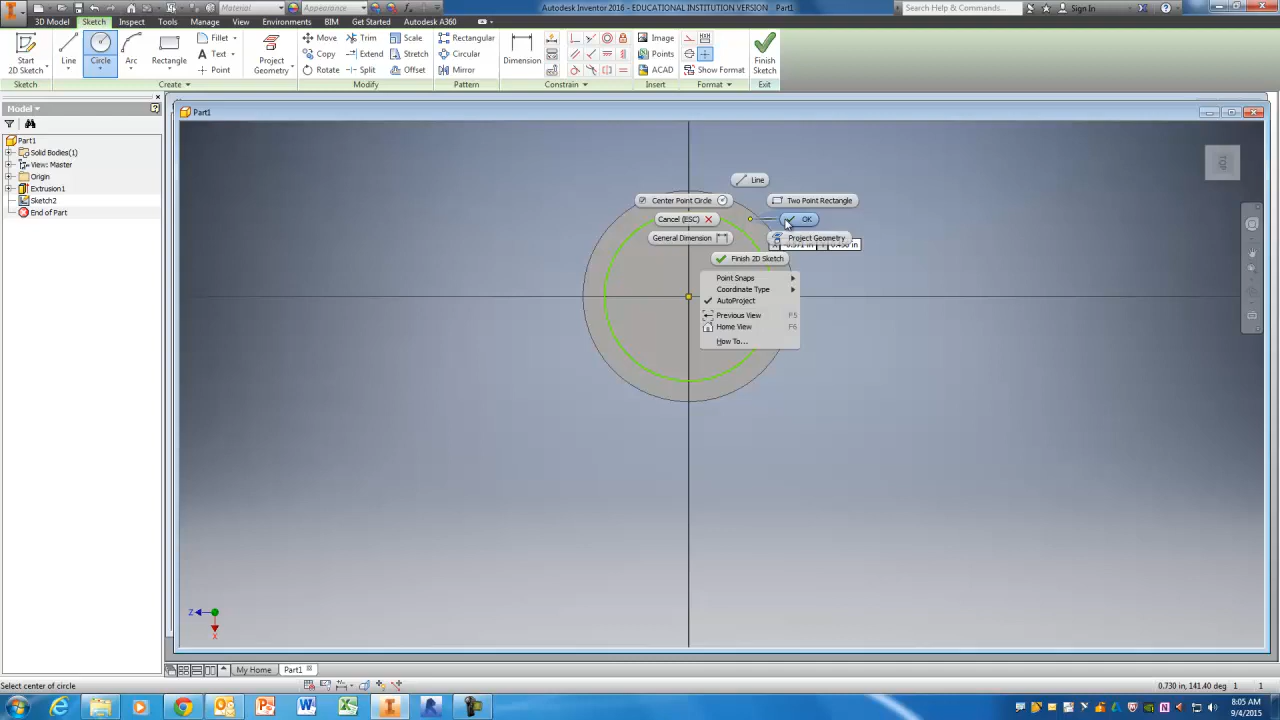 Material Appearance Autodesk Inventor 2016 - EDUCATIONAL INSTITUTION VERSION Part1 Search Help & Commands... Sign In
3D Model Sketch Inspect Tools Manage View Environments BIM Get Started Autodesk A360
Start 2D Sketch Line Circle Arc Rectangle Fillet Text Point Project Geometry
Move Trim Scale
Copy Extend Stretch
Rotate Split Offset
Rectangular
Circular
Mirror
Dimension
Image
Points
ACAD
Show Format
Finish Sketch
Sketch Create Modify Pattern Constrain Insert Format Exit
Model
Part1
Part1
Solid Bodies(1)
View: Master
Origin
Extrusion1
Sketch2
End of Part
TOP
Line
Center Point Circle Two Point Rectangle
Cancel (ESC) OK
General Dimension Project Geometry
Finish 2D Sketch
Point Snaps
Coordinate Type
AutoProject
Previous View F5
Home View F6
How To...
Z
X
My Home Part1
Select center of circle 0.730 in, 141.40 deg 1 1
8:05 AM
9/4/2015